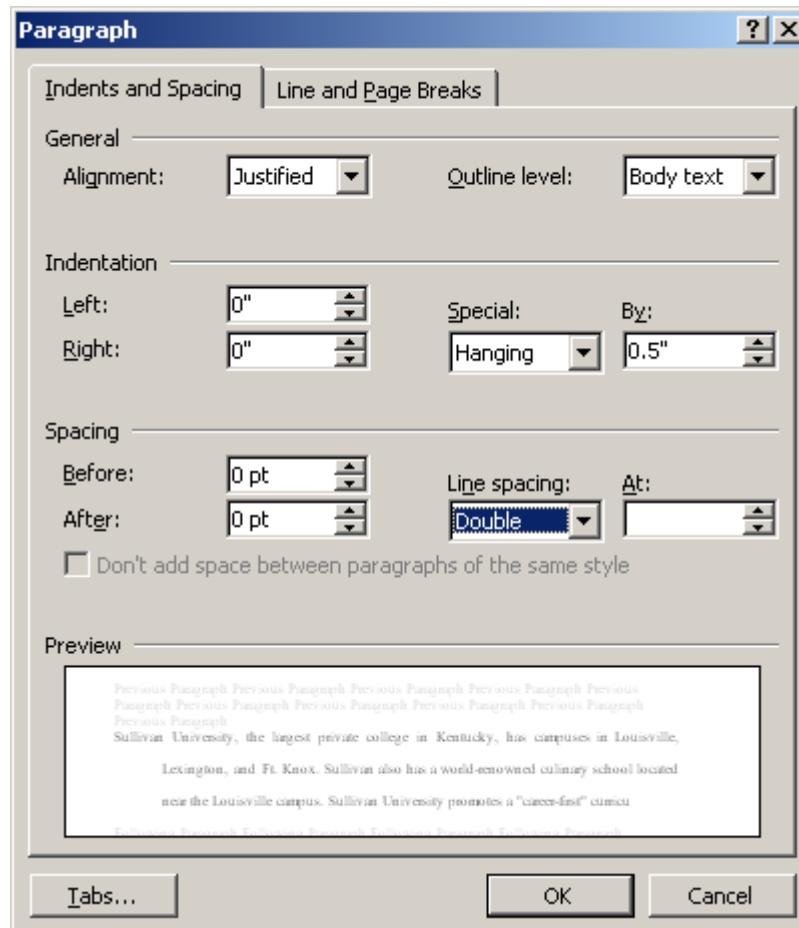 Paragraph
Indents and Spacing
Line and Page Breaks
General
Alignment: Justified Outline level: Body text
Indentation
Left: 0"
Special: By:
Right: 0" Hanging 0.5"
Spacing
Before: 0 pt
Line spacing: At:
After: 0 pt Double
Don't add space between paragraphs of the same style
Preview
Previous Paragraph Previous Paragraph Previous Paragraph Previous Paragraph Previous
Paragraph Previous Paragraph Previous Paragraph Previous Paragraph Previous Paragraph
Previous Paragraph
Sullivan University, the largest private college in Kentucky, has campuses in Louisville,
Lexington, and Ft. Knox. Sullivan also has a world-renowned culinary school located
near the Louisville campus. Sullivan University promotes a "career-first" curricu
Following Paragraph Following Paragraph Following Paragraph Following Paragraph
Tabs... OK Cancel